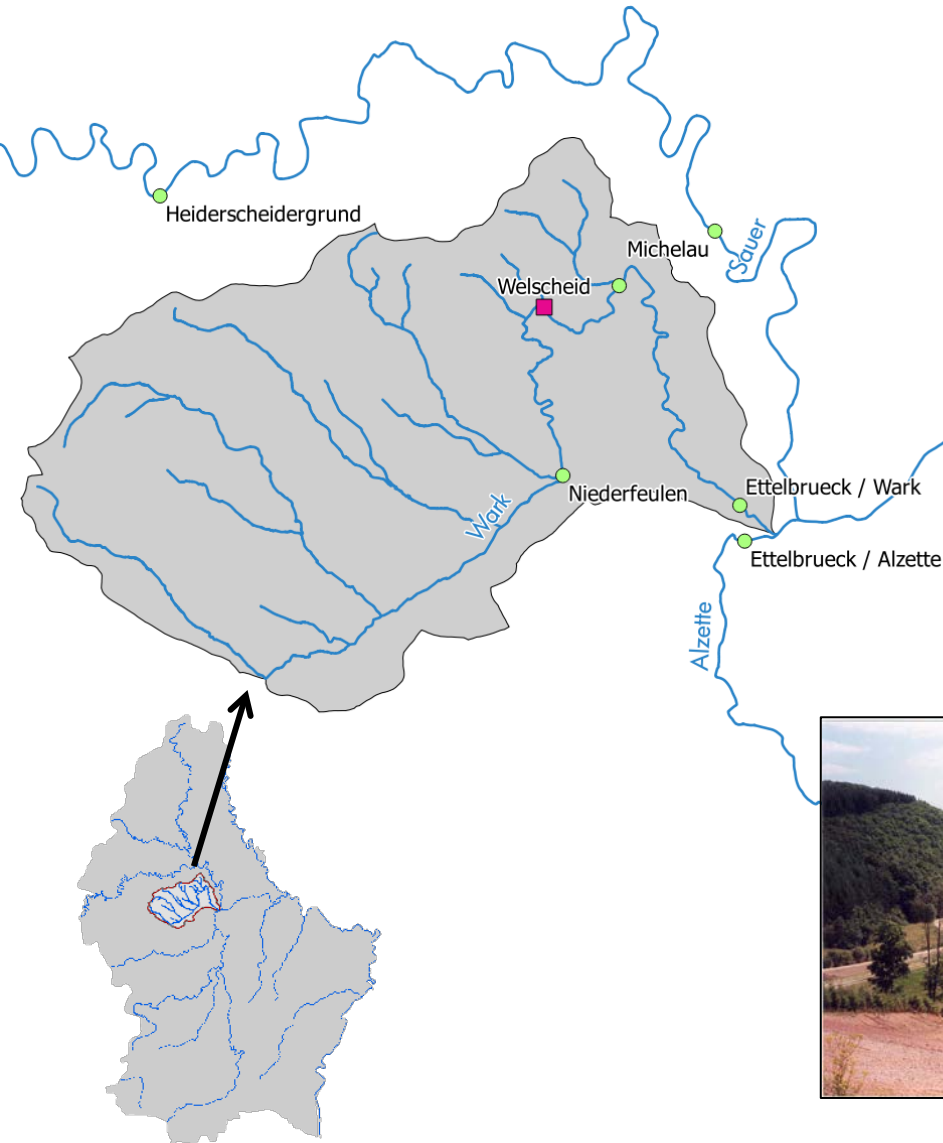 Heiderscheidergrund
Michelau
Sauer
Welscheid
Niederfeulen
Wark
Ettelbrueck / Wark
Ettelbrueck / Alzette
Alzette